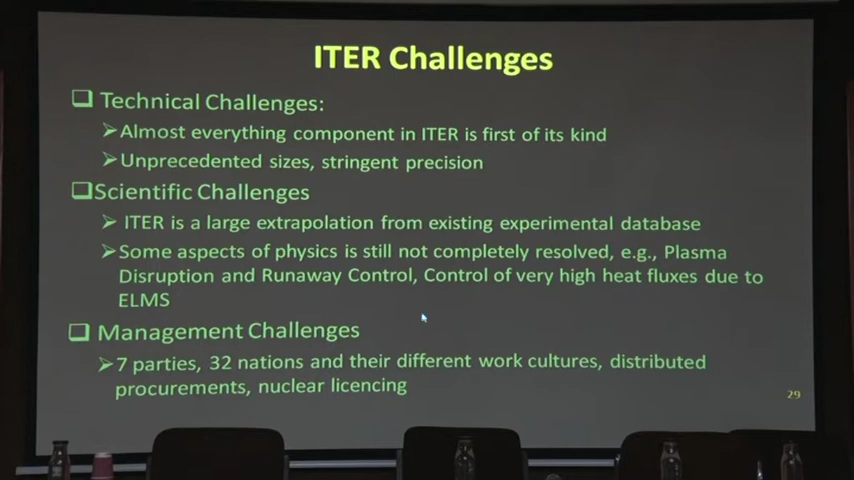 ITER Challenges
❑ Technical Challenges:
➢Almost everything component in ITER is first of its kind
➢Unprecedented sizes, stringent precision
❑Scientific Challenges
➢ ITER is a large extrapolation from existing experimental database
➢Some aspects of physics is still not completely resolved, e.g., Plasma
Disruption and Runaway Control, Control of very high heat fluxes due to
ELMS
❑ Management Challenges
➢7 parties, 32 nations and their different work cultures, distributed
procurements, nuclear licencing
29